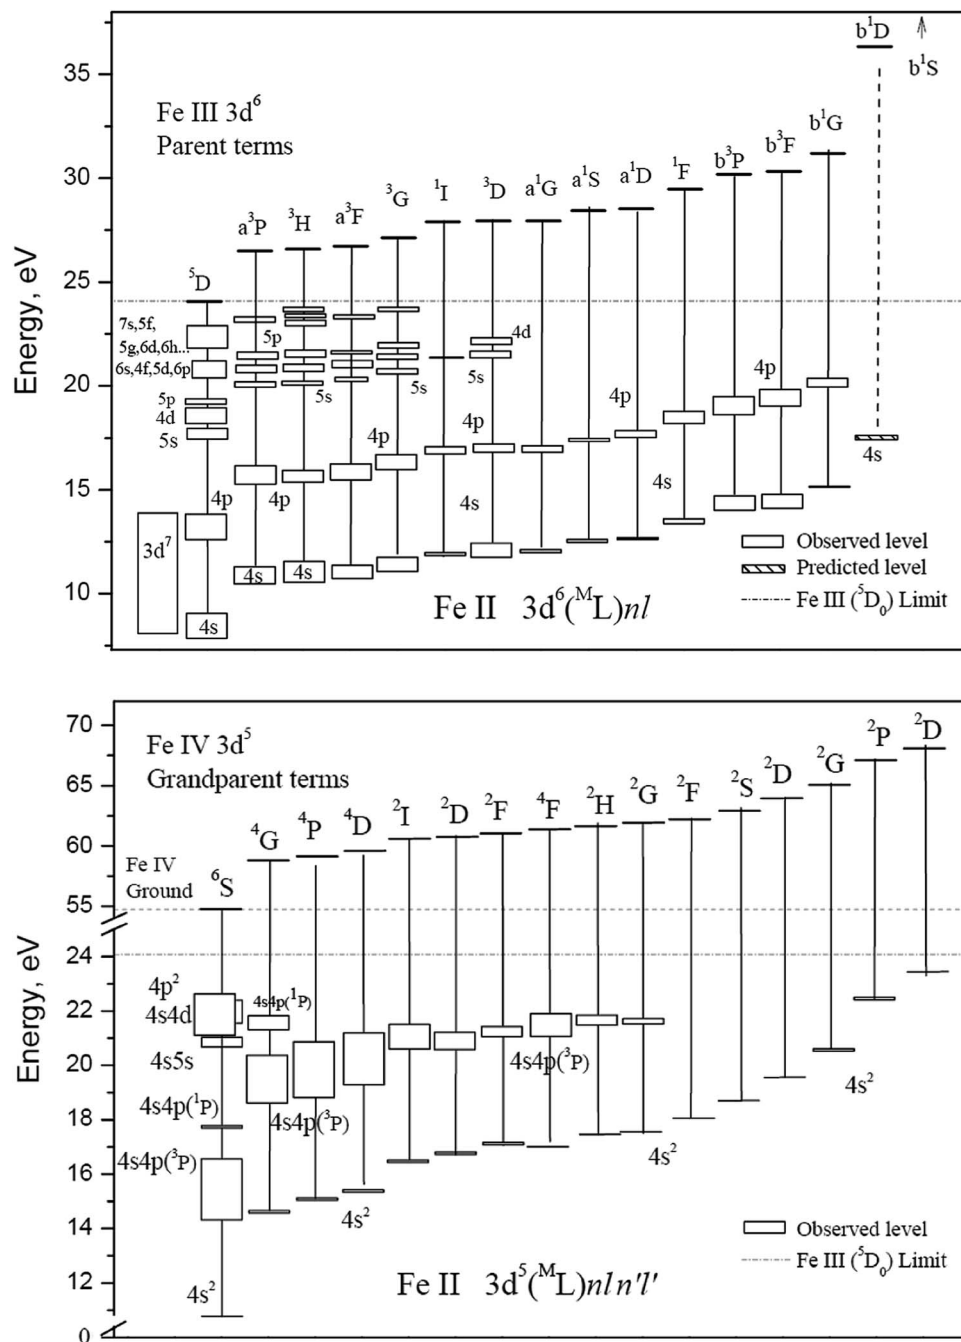 b¹D
b¹S
35
Fe III 3d⁶
Parent terms
b¹G
b³F
b³P
¹F
a¹D
a¹S
a¹G
³D
¹I
³G
30
a³F
³H
a³P
⁵D
25
Energy, eV
7s,5f,
5g,6d,6h...
6s,4f,5d,6p
5p
4d
5s
5p
5s
4d
5s
20
4p
4p
4p
4p
4p
4p
4s
15
4s
4s
3d⁷
4s
4s
4s
10
Observed level
Predicted level
Fe III (⁵D₀) Limit
Fe II 3d⁶(ᴹL)nl
70
Fe IV 3d⁵
Grandparent terms
²D
²P
²G
²D
²S
²F
²G
²H
⁴F
²F
²D
²I
⁴D
⁴P
⁴G
⁶S
65
60
Fe IV
Ground
55
24
Energy, eV
4p²
4s4d
4s4p(¹P)
22
4s5s
4s4p(³P)
20
4s²
4s4p(¹P)
4s4p(³P)
18
4s²
4s4p(³P)
16
4s²
14
Observed level
Fe III (⁵D₀) Limit
Fe II 3d⁵(ᴹL)nl n'l'
12
4s²
0